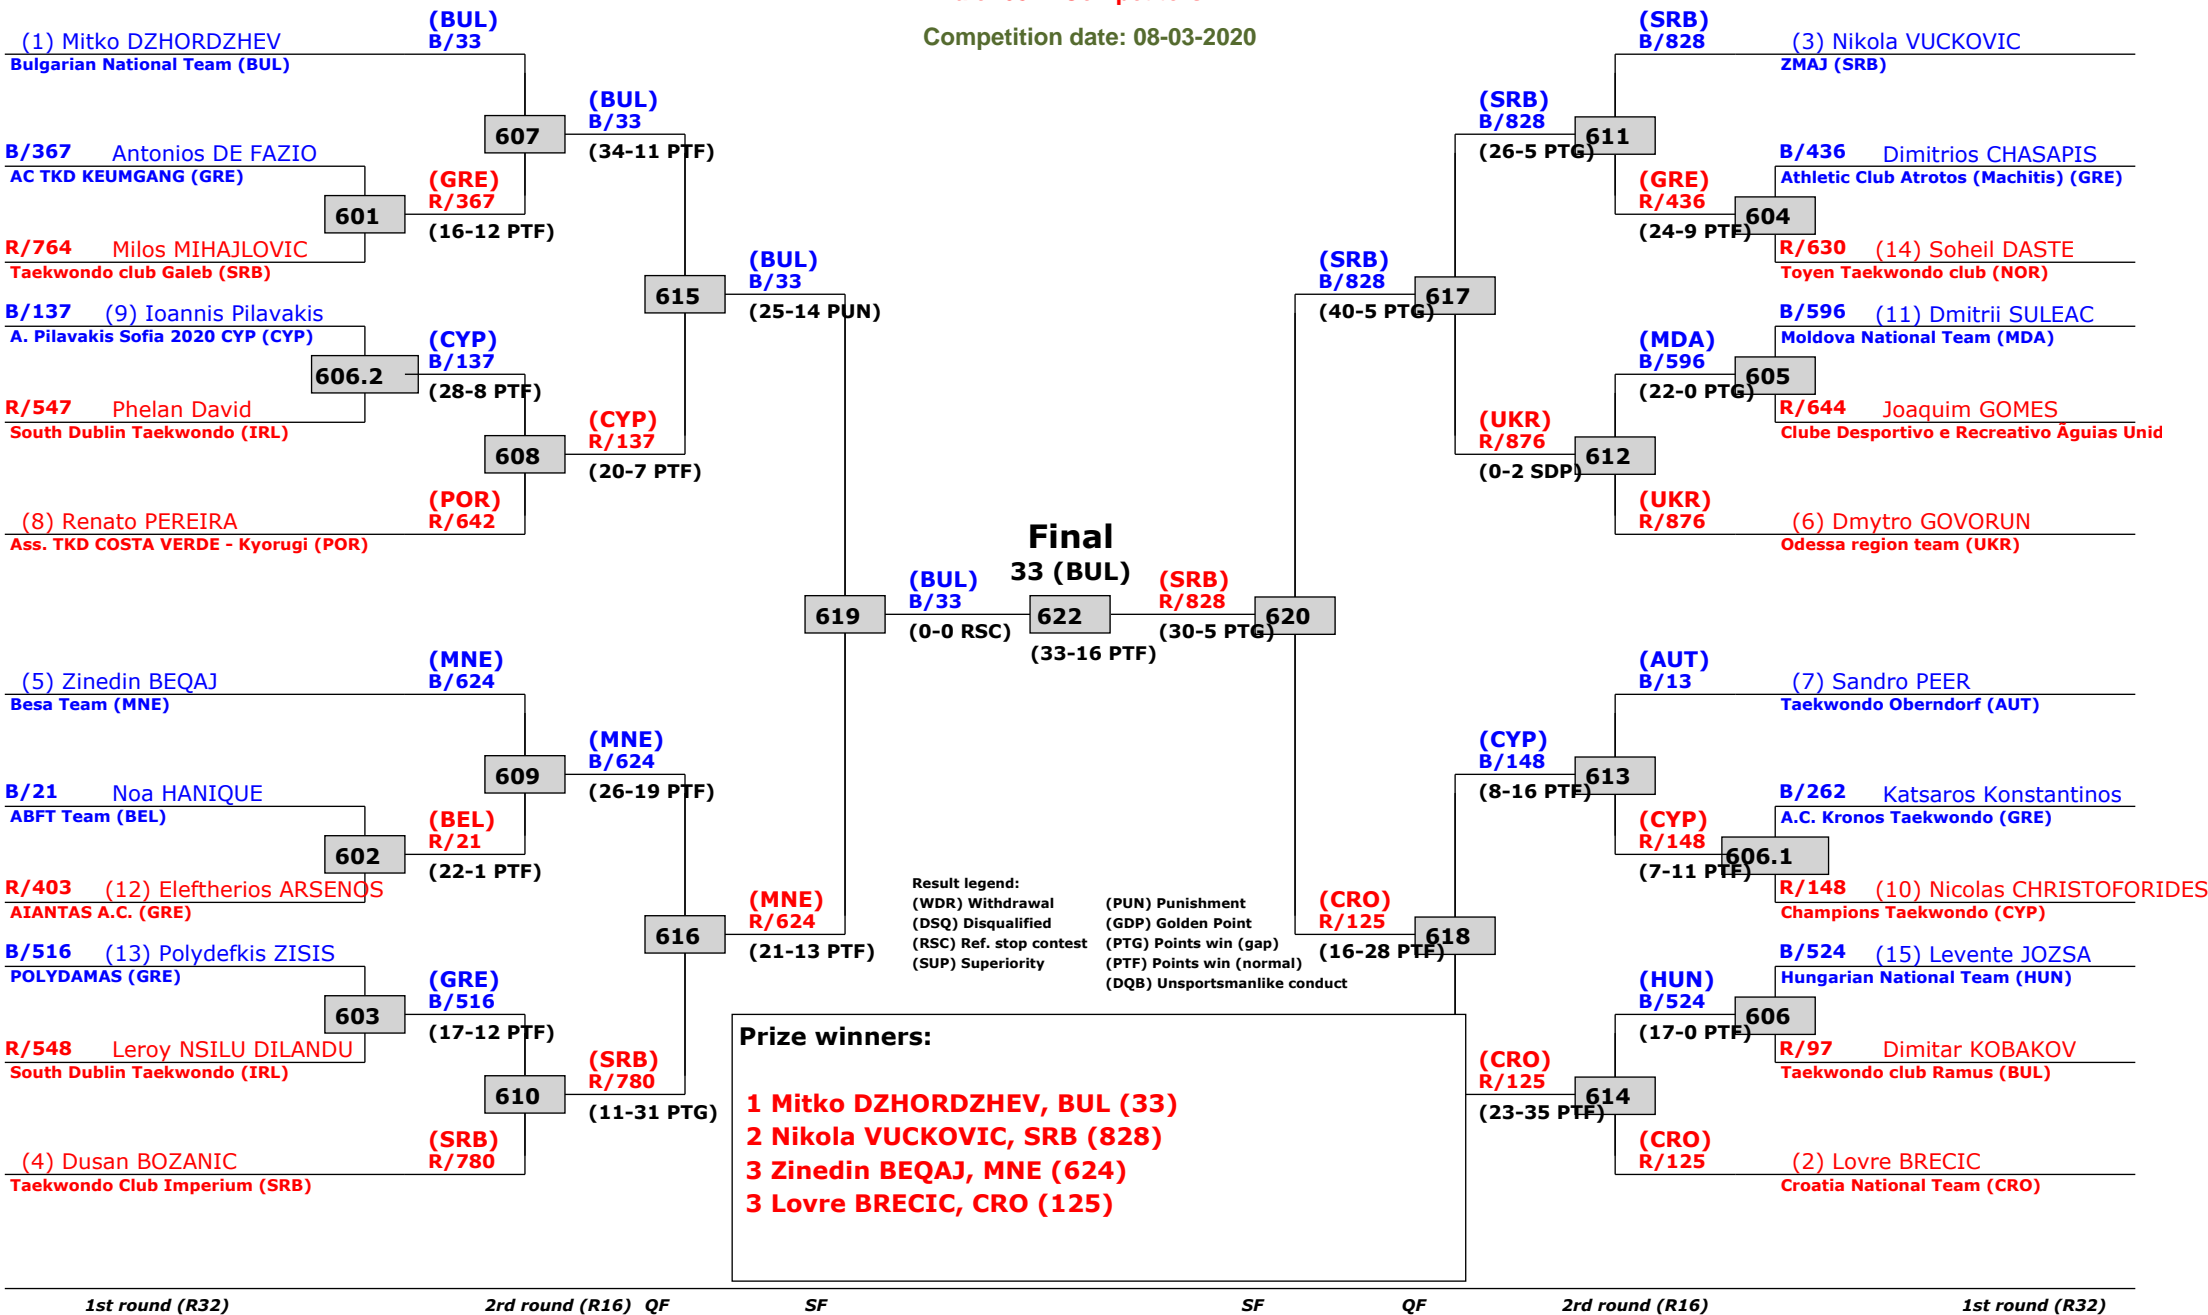 Competition date: 08-03-2020
(1) Mitko DZHORDZHEV
Bulgarian National Team (BUL)
(BUL)
B/33
B/367 Antonios DE FAZIO
AC TKD KEUMGANG (GRE)
601
R/764 Milos MIHAJLOVIC
Taekwondo club Galeb (SRB)
(GRE)
R/367
(16-12 PTF)
607
(BUL)
B/33
(34-11 PTF)
B/137 (9) Ioannis Pilavakis
A. Pilavakis Sofia 2020 CYP (CYP)
606.2
R/547 Phelan David
South Dublin Taekwondo (IRL)
(CYP)
B/137
(28-8 PTF)
608
(CYP)
R/137
(20-7 PTF)
(8) Renato PEREIRA
Ass. TKD COSTA VERDE - Kyorugi (POR)
(POR)
R/642
615
(BUL)
B/33
(25-14 PUN)
(5) Zinedin BEQAJ
Besa Team (MNE)
(MNE)
B/624
B/21 Noa HANIQUE
ABFT Team (BEL)
602
R/403 (12) Eleftherios ARSENOS
AIANTAS A.C. (GRE)
(BEL)
R/21
(22-1 PTF)
609
(MNE)
B/624
(26-19 PTF)
B/516 (13) Polydefkis ZISIS
POLYDAMAS (GRE)
603
R/548 Leroy NSILU DILANDU
South Dublin Taekwondo (IRL)
(GRE)
B/516
(17-12 PTF)
610
(SRB)
R/780
(11-31 PTG)
(4) Dusan BOZANIC
Taekwondo Club Imperium (SRB)
(SRB)
R/780
616
(MNE)
R/624
(21-13 PTF)
619
(BUL)
B/33
(0-0 RSC)
Final
33 (BUL)
622
(33-16 PTF)
(SRB)
R/828
(30-5 PTG)
620
(SRB)
B/828
(40-5 PTG)
617
(SRB)
B/828
(26-5 PTG)
611
(SRB)
B/828
(3) Nikola VUCKOVIC
ZMAJ (SRB)
(GRE)
R/436
(24-9 PTF)
604
B/436 Dimitrios CHASAPIS
Athletic Club Atrotos (Machitis) (GRE)
R/630 (14) Soheil DASTE
Toyen Taekwondo club (NOR)
(UKR)
R/876
(0-2 SDP)
612
(MDA)
B/596
(22-0 PTG)
605
B/596 (11) Dmitrii SULEAC
Moldova National Team (MDA)
R/644 Joaquim GOMES
Clube Desportivo e Recreativo Ãguias Unid
(UKR)
R/876
(6) Dmytro GOVORUN
Odessa region team (UKR)
(CRO)
R/125
(16-28 PTF)
618
(CYP)
B/148
(8-16 PTF)
613
(AUT)
B/13
(7) Sandro PEER
Taekwondo Oberndorf (AUT)
(CYP)
R/148
(7-11 PTF)
606.1
B/262 Katsaros Konstantinos
A.C. Kronos Taekwondo (GRE)
R/148 (10) Nicolas CHRISTOFORIDES
Champions Taekwondo (CYP)
(CRO)
R/125
(23-35 PTF)
614
(HUN)
B/524
(17-0 PTF)
606
B/524 (15) Levente JOZSA
Hungarian National Team (HUN)
R/97 Dimitar KOBAKOV
Taekwondo club Ramus (BUL)
(CRO)
R/125
(2) Lovre BRECIC
Croatia National Team (CRO)
Result legend:
(WDR) Withdrawal
(DSQ) Disqualified
(RSC) Ref. stop contest
(SUP) Superiority
(PUN) Punishment
(GDP) Golden Point
(PTG) Points win (gap)
(PTF) Points win (normal)
(DQB) Unsportsmanlike conduct
Prize winners:
1 Mitko DZHORDZHEV, BUL (33)
2 Nikola VUCKOVIC, SRB (828)
3 Zinedin BEQAJ, MNE (624)
3 Lovre BRECIC, CRO (125)
1st round (R32) 2rd round (R16) QF SF SF QF 2rd round (R16) 1st round (R32)